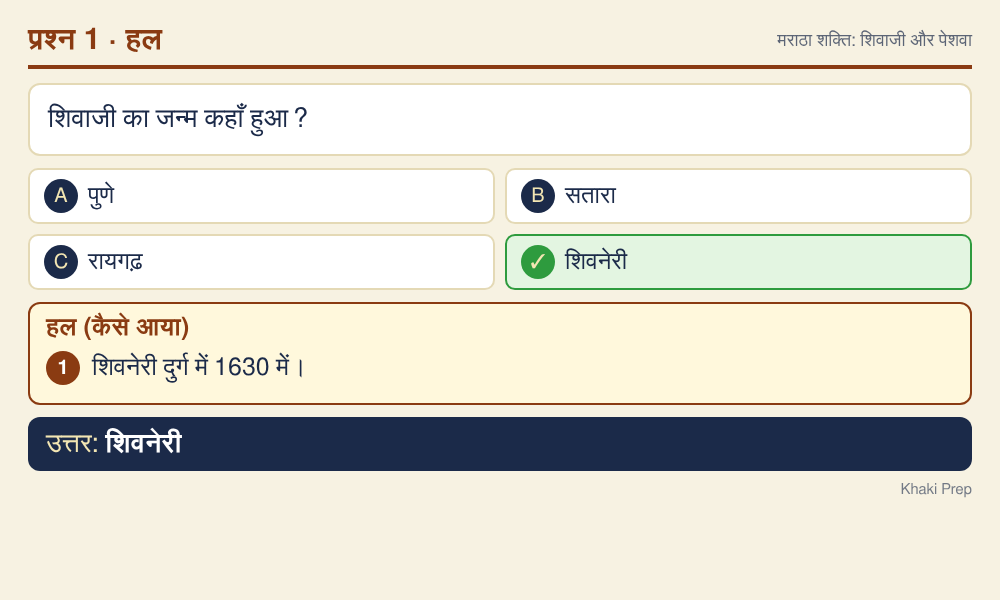 प्रश्न 1 · हल
मराठा शक्ति: शिवाजी और पेशवा
शिवाजी का जन्म कहाँ हुआ ?
A पुणे
B सतारा
C रायगढ़
✓ शिवनेरी
हल (कैसे आया)
1 शिवनेरी दुर्ग में 1630 में।
उत्तर: शिवनेरी
Khaki Prep